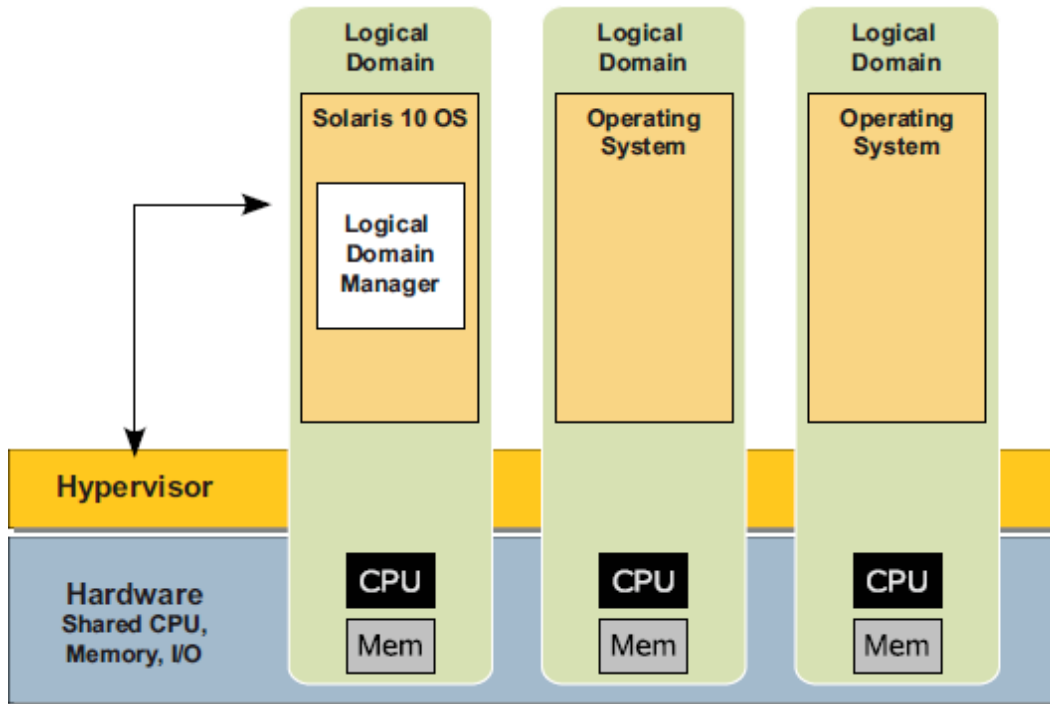 Logical
Domain
Solaris 10 OS
Logical
Domain
Manager
Logical
Domain
Operating
System
Logical
Domain
Operating
System
Hypervisor
Hardware
Shared CPU,
Memory, I/O
CPU
Mem
CPU
Mem
CPU
Mem